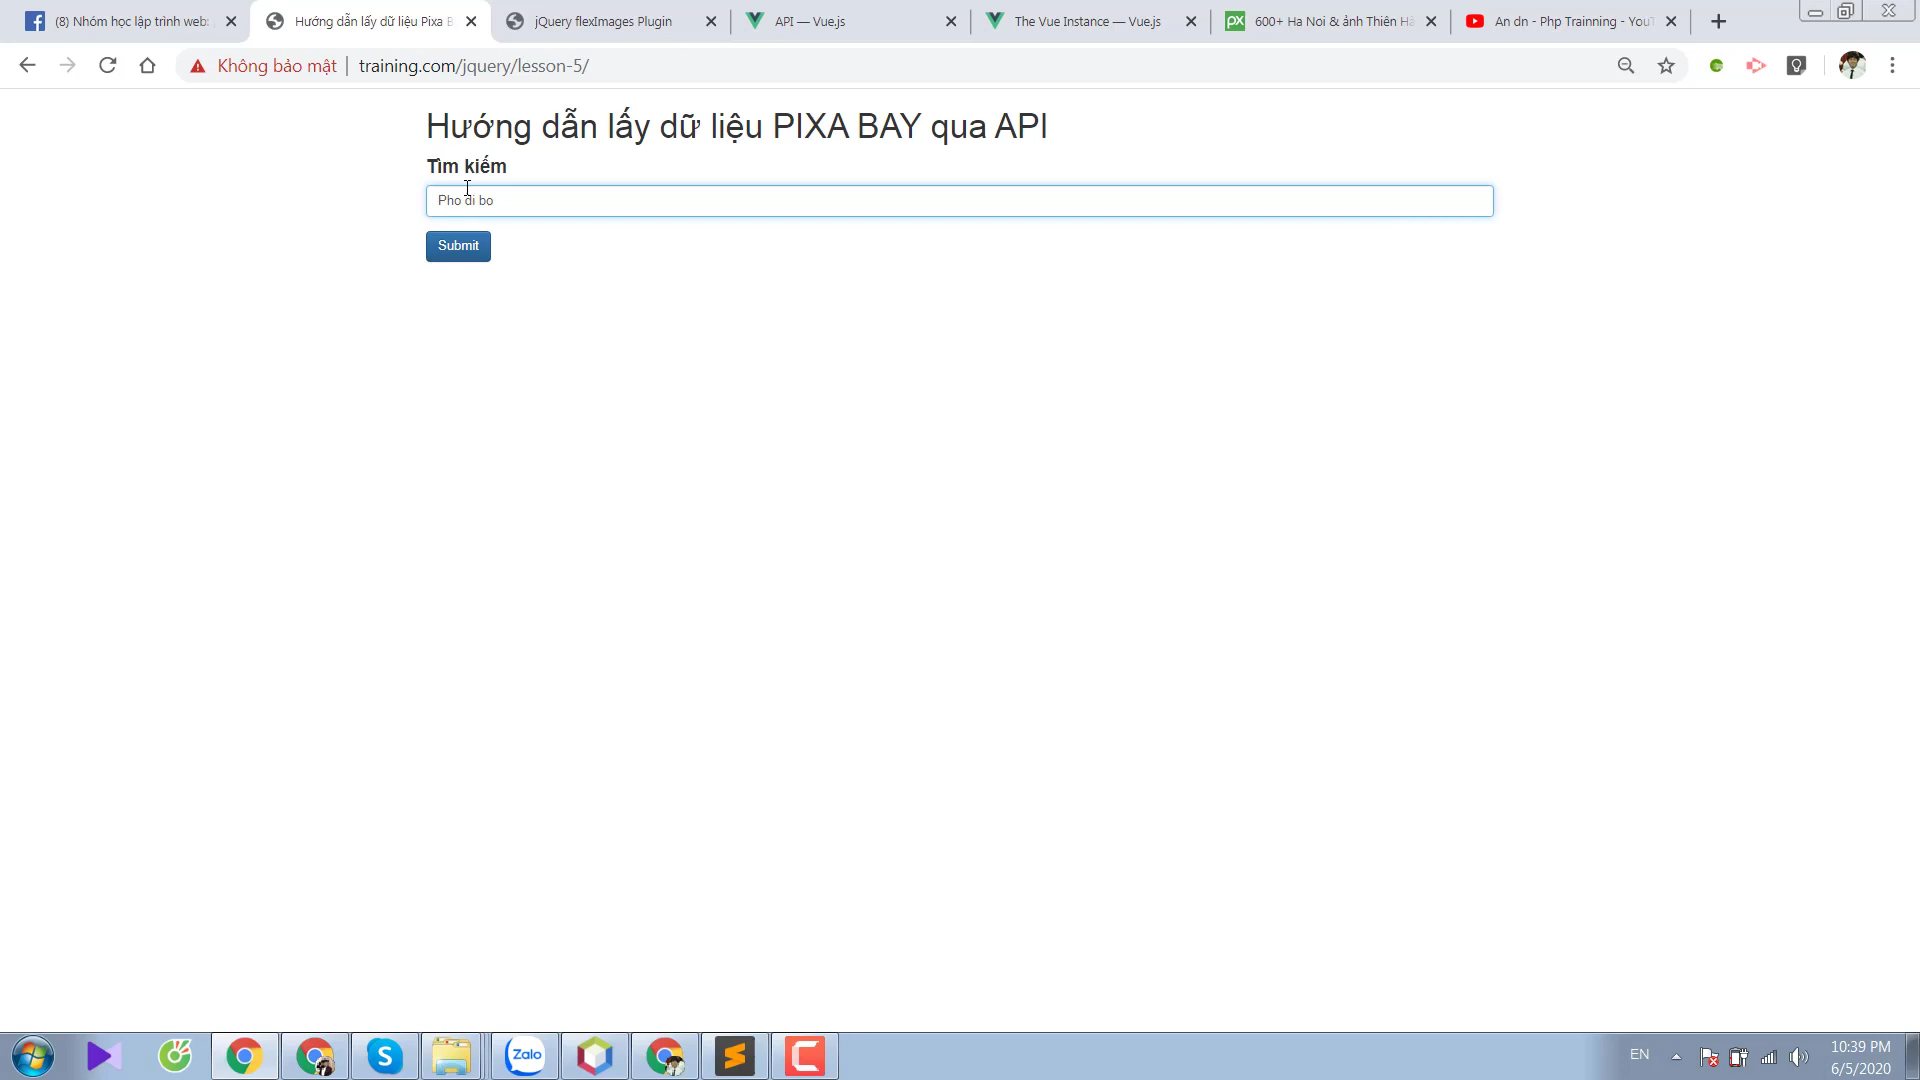 (8) Nhóm học lập trình web:
Hướng dẫn lấy dữ liệu Pixa B
jQuery flexImages Plugin
API — Vue.js
The Vue Instance — Vue.js
px
600+ Ha Noi & ảnh Thiên Hà
An dn - Php Trainning - YouT
Không bảo mật
training.com/jquery/lesson-5/
Hướng dẫn lấy dữ liệu PIXA BAY qua API
Tìm kiếm
Pho di bo
Submit
Zalo
EN
10:39 PM
6/5/2020